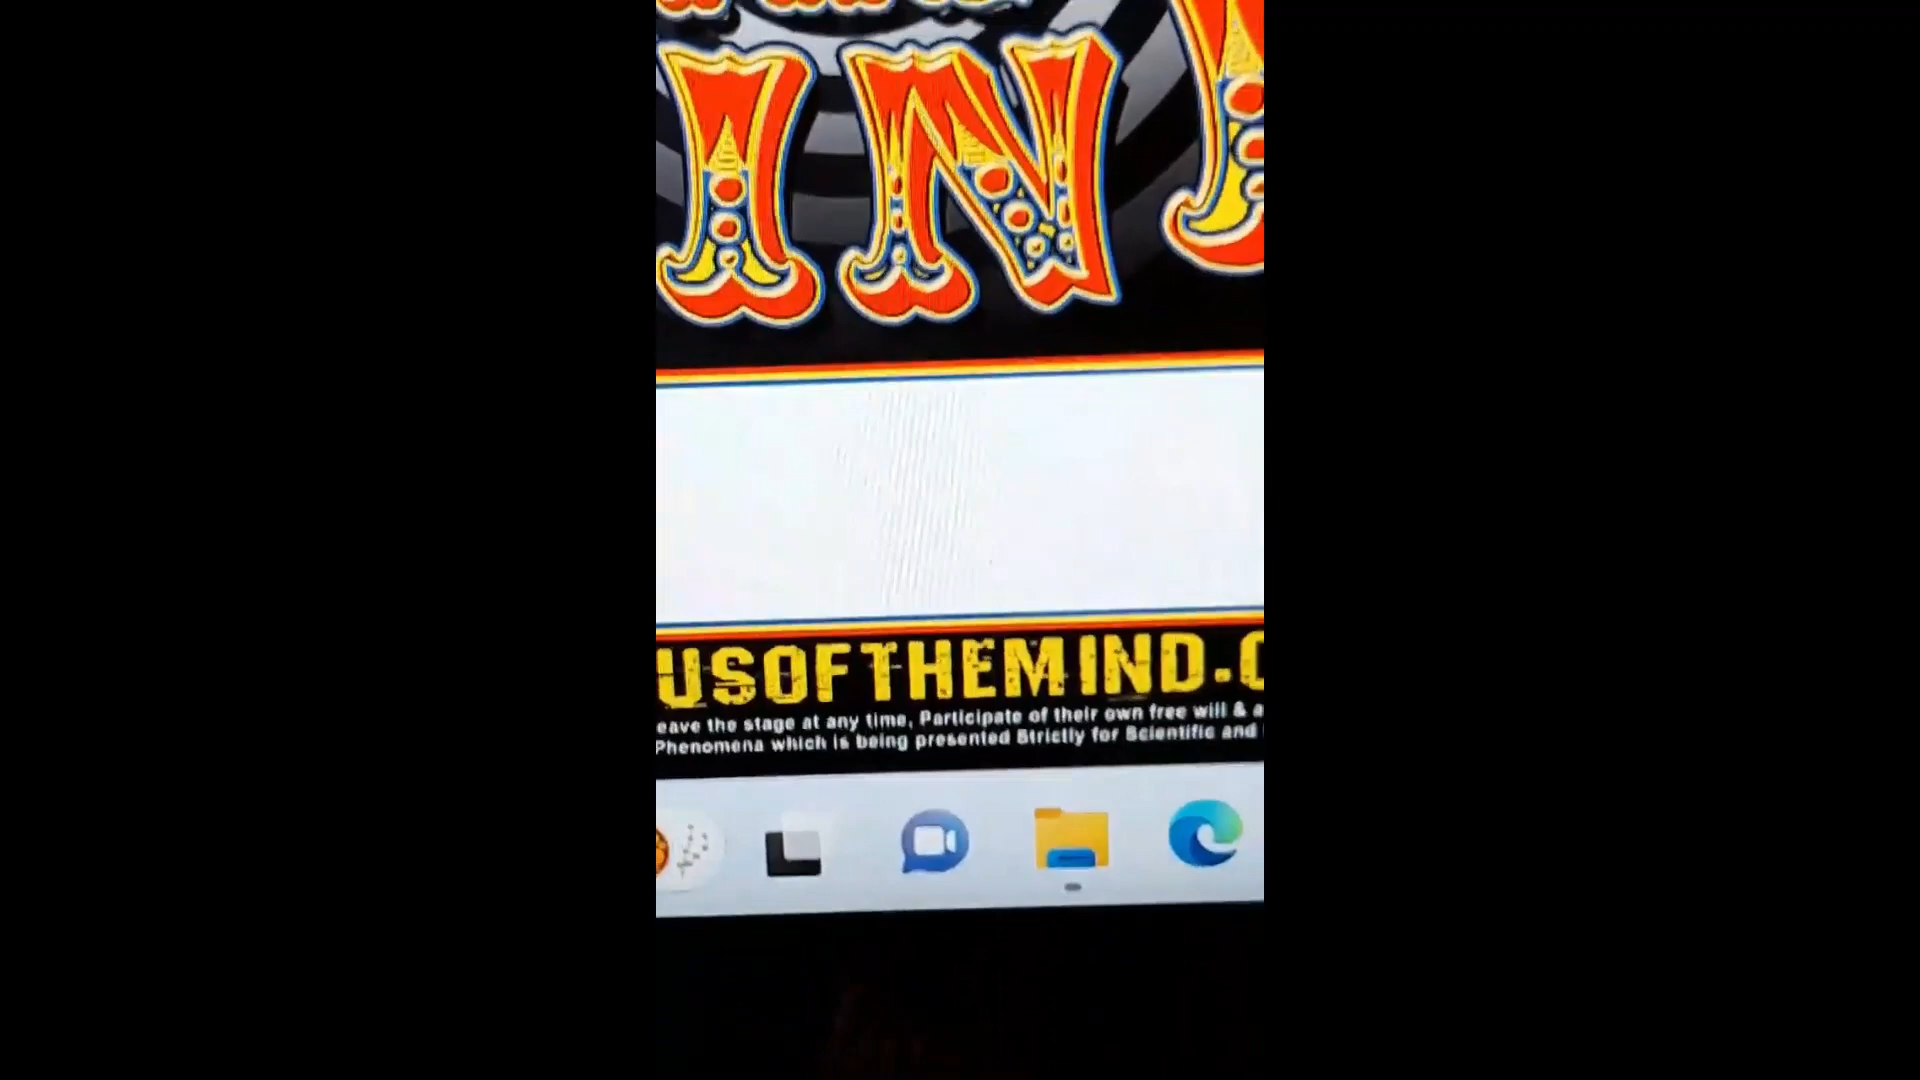 IN
USOFTHEMIND.C
eave the stage at any time, Participate of their own free will & a
Phenomena which is being presented Strictly for Scientific and